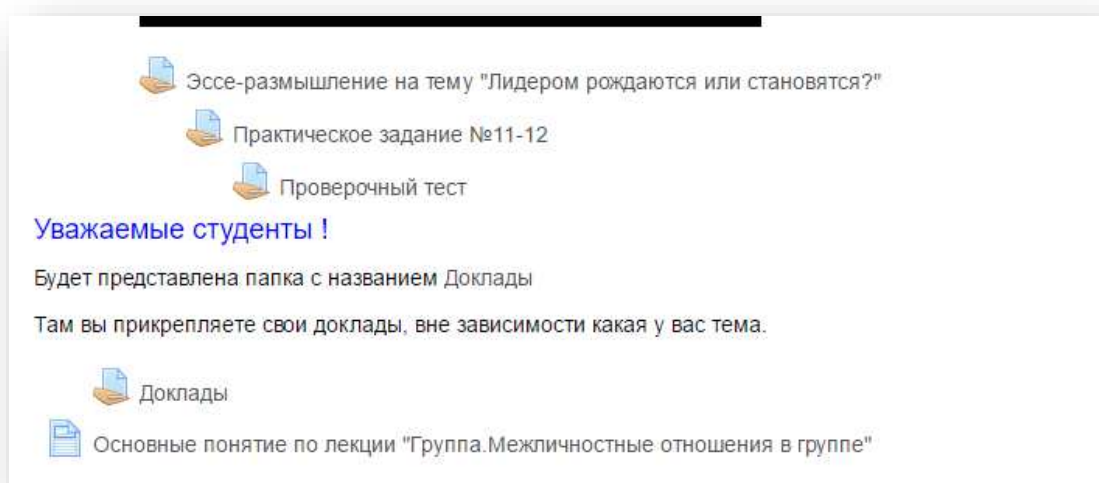 Эссе-размышление на тему "Лидером рождаются или становятся?"
Практическое задание №11-12
Проверочный тест
Уважаемые студенты !
Будет представлена папка с названием Доклады
Там вы прикрепляете свои доклады, вне зависимости какая у вас тема.
Доклады
Основные понятие по лекции "Группа.Межличностные отношения в группе"